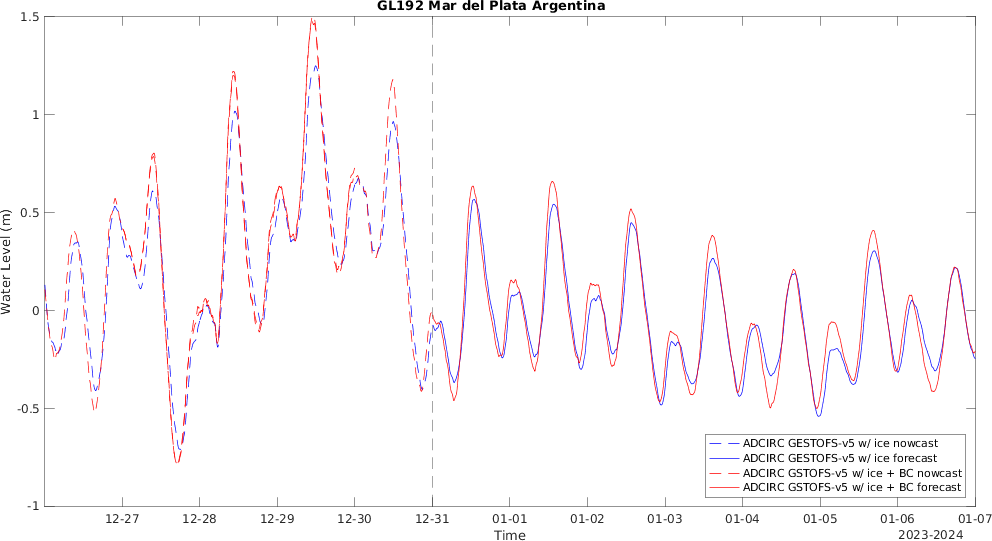 GL192 Mar del Plata Argentina
1.5
1
0.5
0
-0.5
-1
Water Level (m)
12-27 12-28 12-29 12-30 12-31 01-01 01-02 01-03 01-04 01-05 01-06 01-07
Time
2023-2024
ADCIRC GESTOFS-v5 w/ ice nowcast
ADCIRC GESTOFS-v5 w/ ice forecast
ADCIRC GSTOFS-v5 w/ ice + BC nowcast
ADCIRC GSTOFS-v5 w/ ice + BC forecast